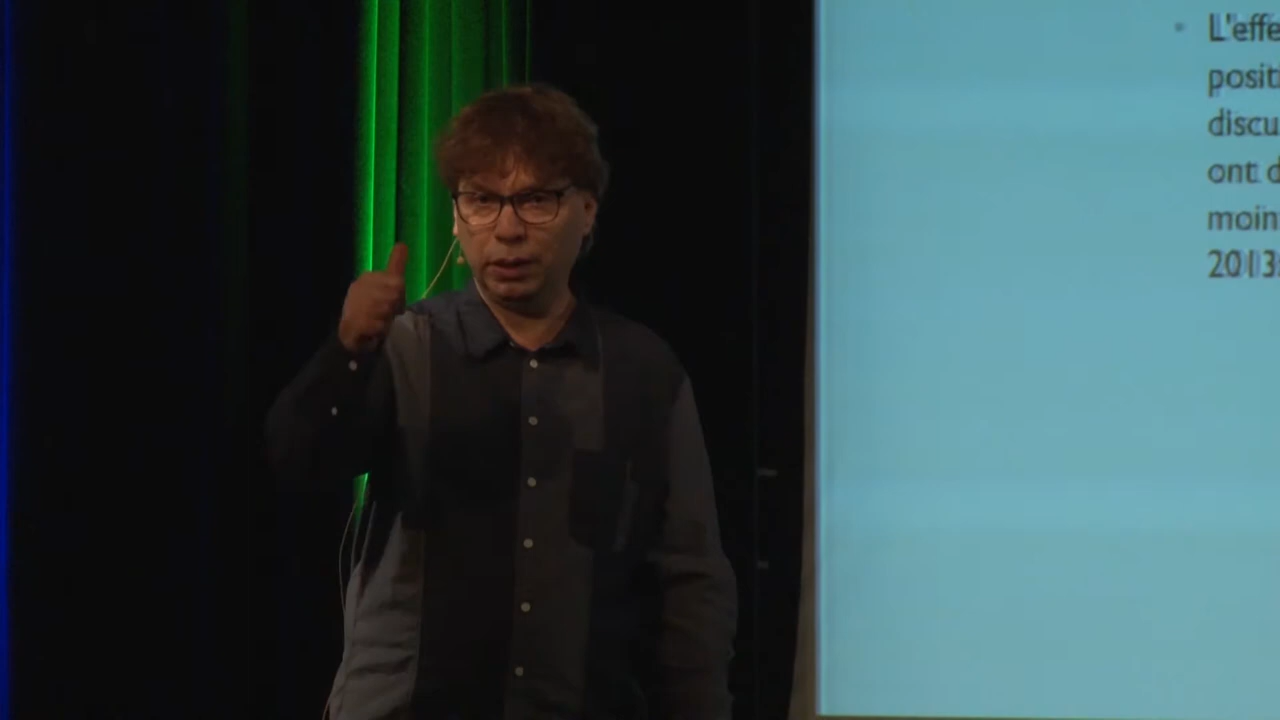 • L'effe
positi
discu
ont d
moin
2013